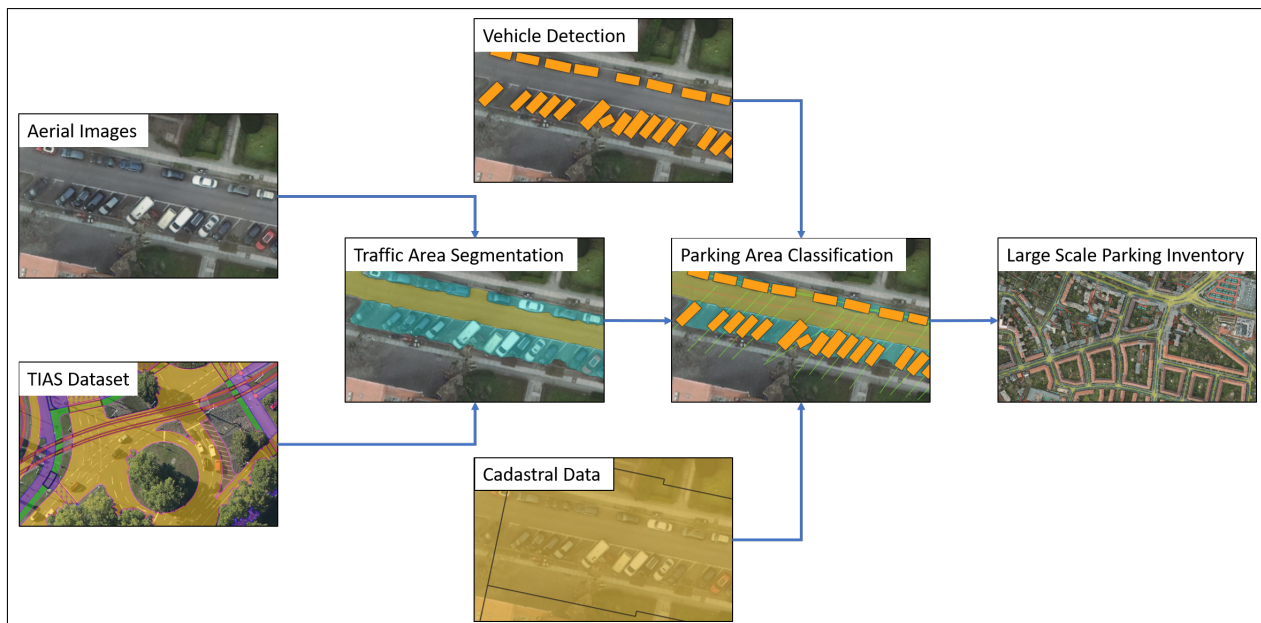 Vehicle Detection
Aerial Images
Traffic Area Segmentation
Parking Area Classification
Large Scale Parking Inventory
TIAS Dataset
Cadastral Data